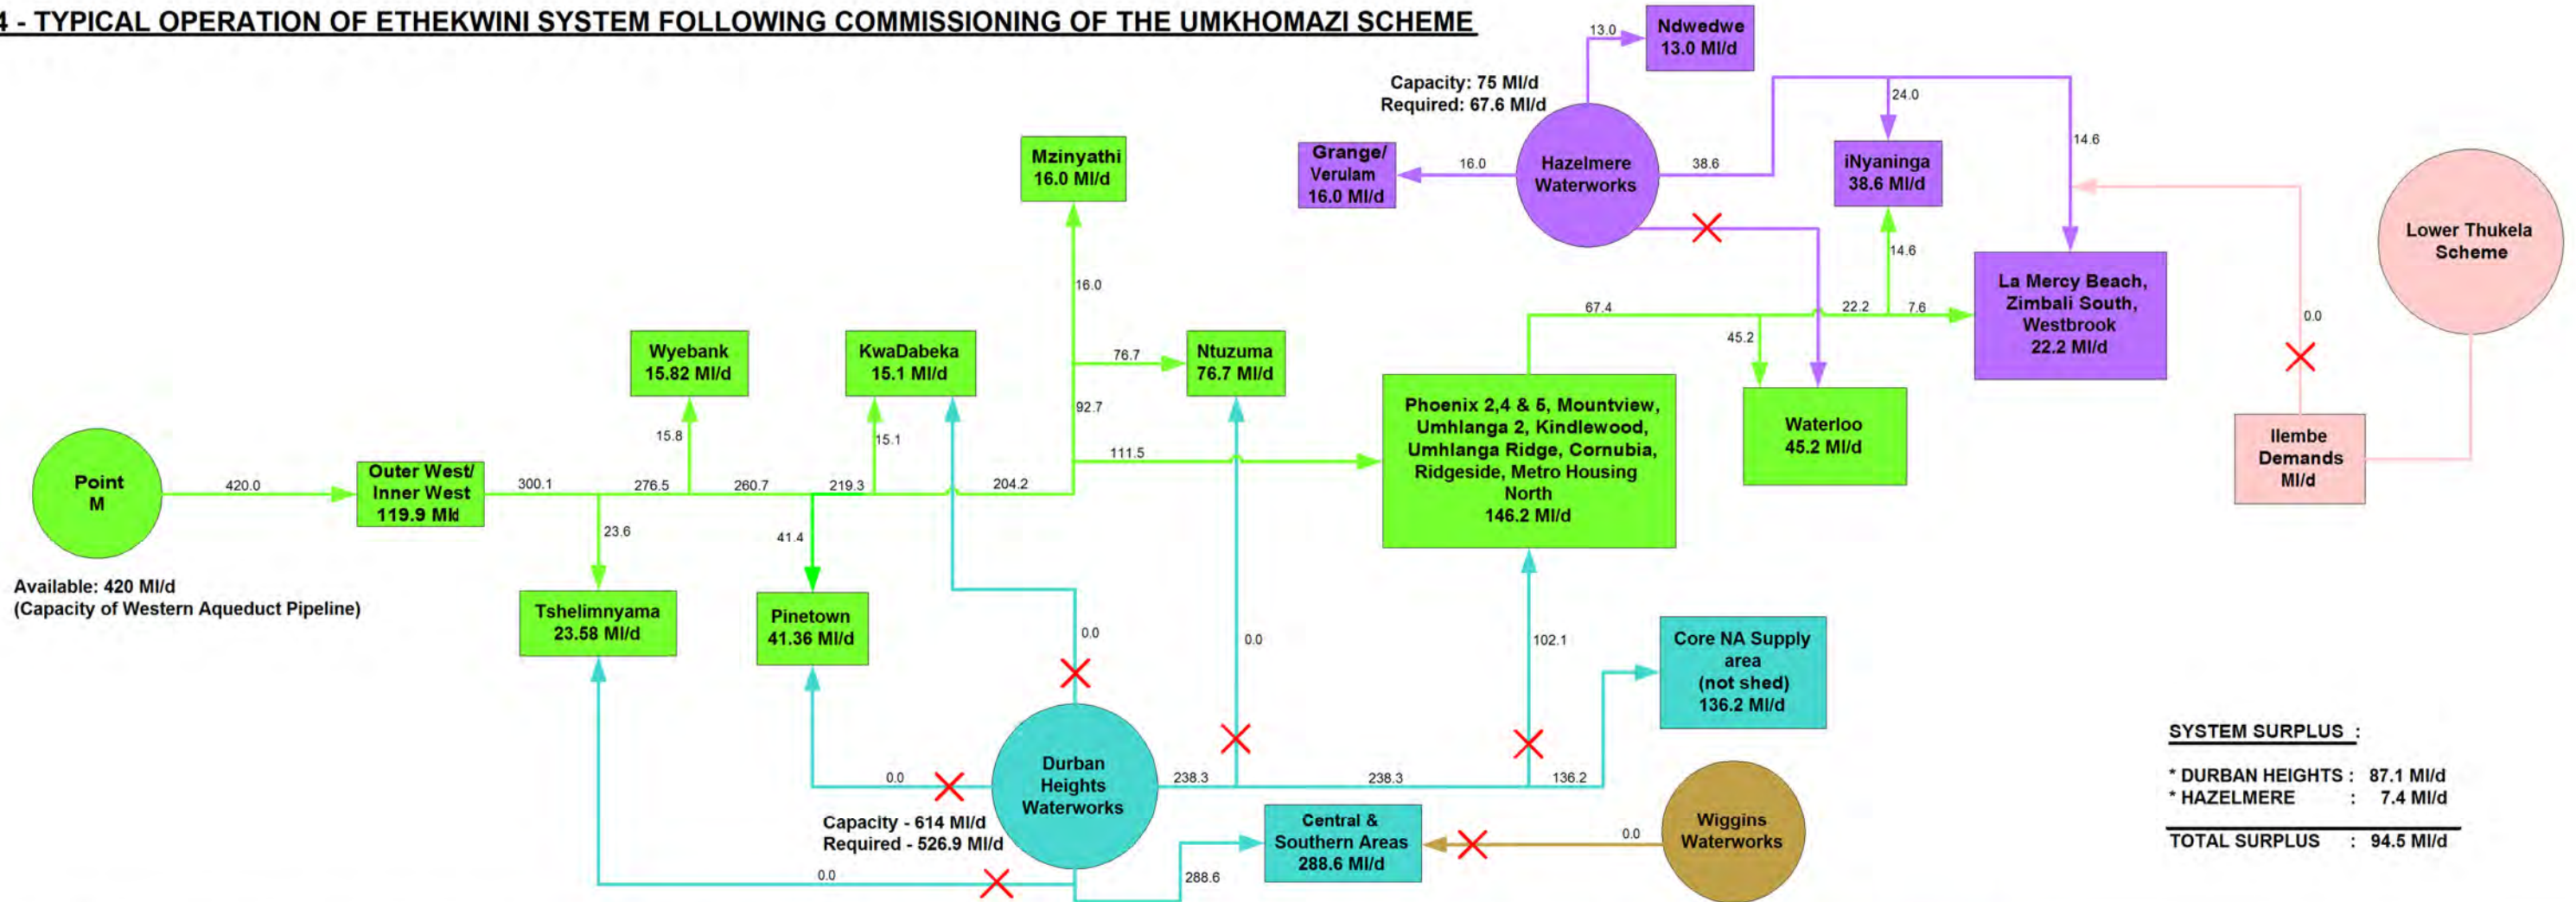 4 - TYPICAL OPERATION OF ETHEKWINI SYSTEM FOLLOWING COMMISSIONING OF THE UMKHOMAZI SCHEME
13.0
Ndwedwe
13.0 Ml/d
Capacity: 75 Ml/d
Required: 67.6 Ml/d
24.0
14.6
Mzinyathi
16.0 Ml/d
Grange/
Verulam
16.0 Ml/d
16.0
Hazelmere
Waterworks
38.6
iNyaninga
38.6 Ml/d
Lower Thukela
Scheme
16.0
14.6
La Mercy Beach,
Zimbali South,
Westbrook
22.2 Ml/d
0.0
67.4
22.2
7.6
45.2
Wyebank
15.82 Ml/d
KwaDabeka
15.1 Ml/d
76.7
Ntuzuma
76.7 Ml/d
92.7
Phoenix 2,4 & 5, Mountview,
Umhlanga 2, Kindlewood,
Umhlanga Ridge, Cornubia,
Ridgeside, Metro Housing
North
146.2 Ml/d
Waterloo
45.2 Ml/d
Ilembe
Demands
Ml/d
15.8
15.1
111.5
Point
M
420.0
Outer West/
Inner West
119.9 Mld
300.1
276.5
260.7
219.3
204.2
23.6
41.4
Available: 420 Ml/d
(Capacity of Western Aqueduct Pipeline)
Tshelimnyama
23.58 Ml/d
Pinetown
41.36 Ml/d
0.0
0.0
102.1
Core NA Supply
area
(not shed)
136.2 Ml/d
0.0
Durban
Heights
Waterworks
238.3
238.3
136.2
Capacity - 614 Ml/d
Required - 526.9 Ml/d
Central &
Southern Areas
288.6 Ml/d
0.0
Wiggins
Waterworks
0.0
288.6
SYSTEM SURPLUS :
* DURBAN HEIGHTS : 87.1 Ml/d
* HAZELMERE : 7.4 Ml/d
TOTAL SURPLUS : 94.5 Ml/d